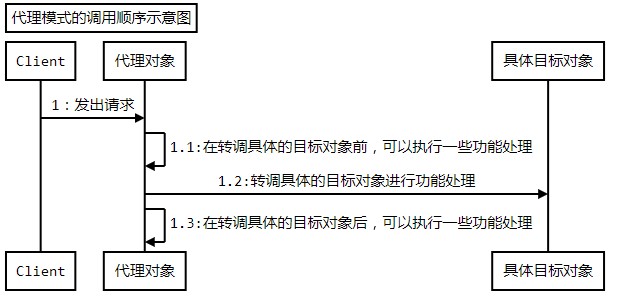 代理模式的调用顺序示意图
Client
代理对象
具体目标对象
1：发出请求
1.1:在转调具体的目标对象前，可以执行一些功能处理
1.2:转调具体的目标对象进行功能处理
1.3:在转调具体的目标对象后，可以执行一些功能处理
Client
代理对象
具体目标对象